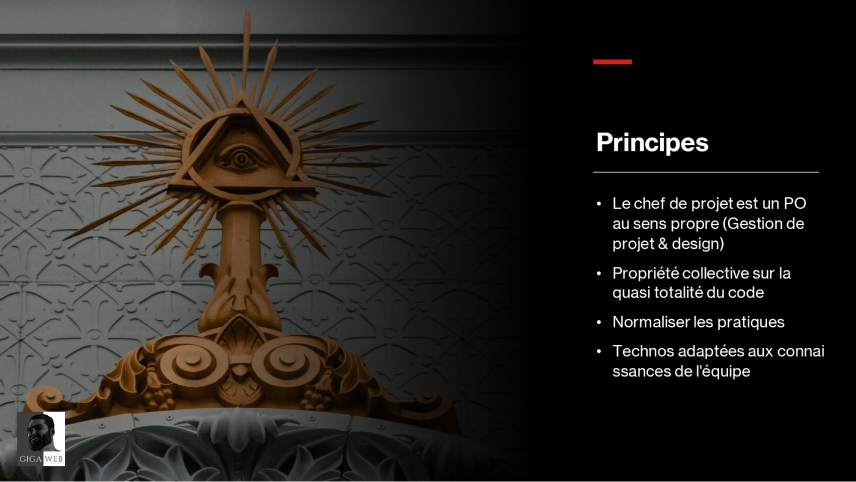 Principes
• Le chef de projet est un PO
au sens propre (Gestion de
projet & design)
• Propriété collective sur la
quasi totalité du code
• Normaliser les pratiques
• Technos adaptées aux connai
ssances de l'équipe
GIGA WEB